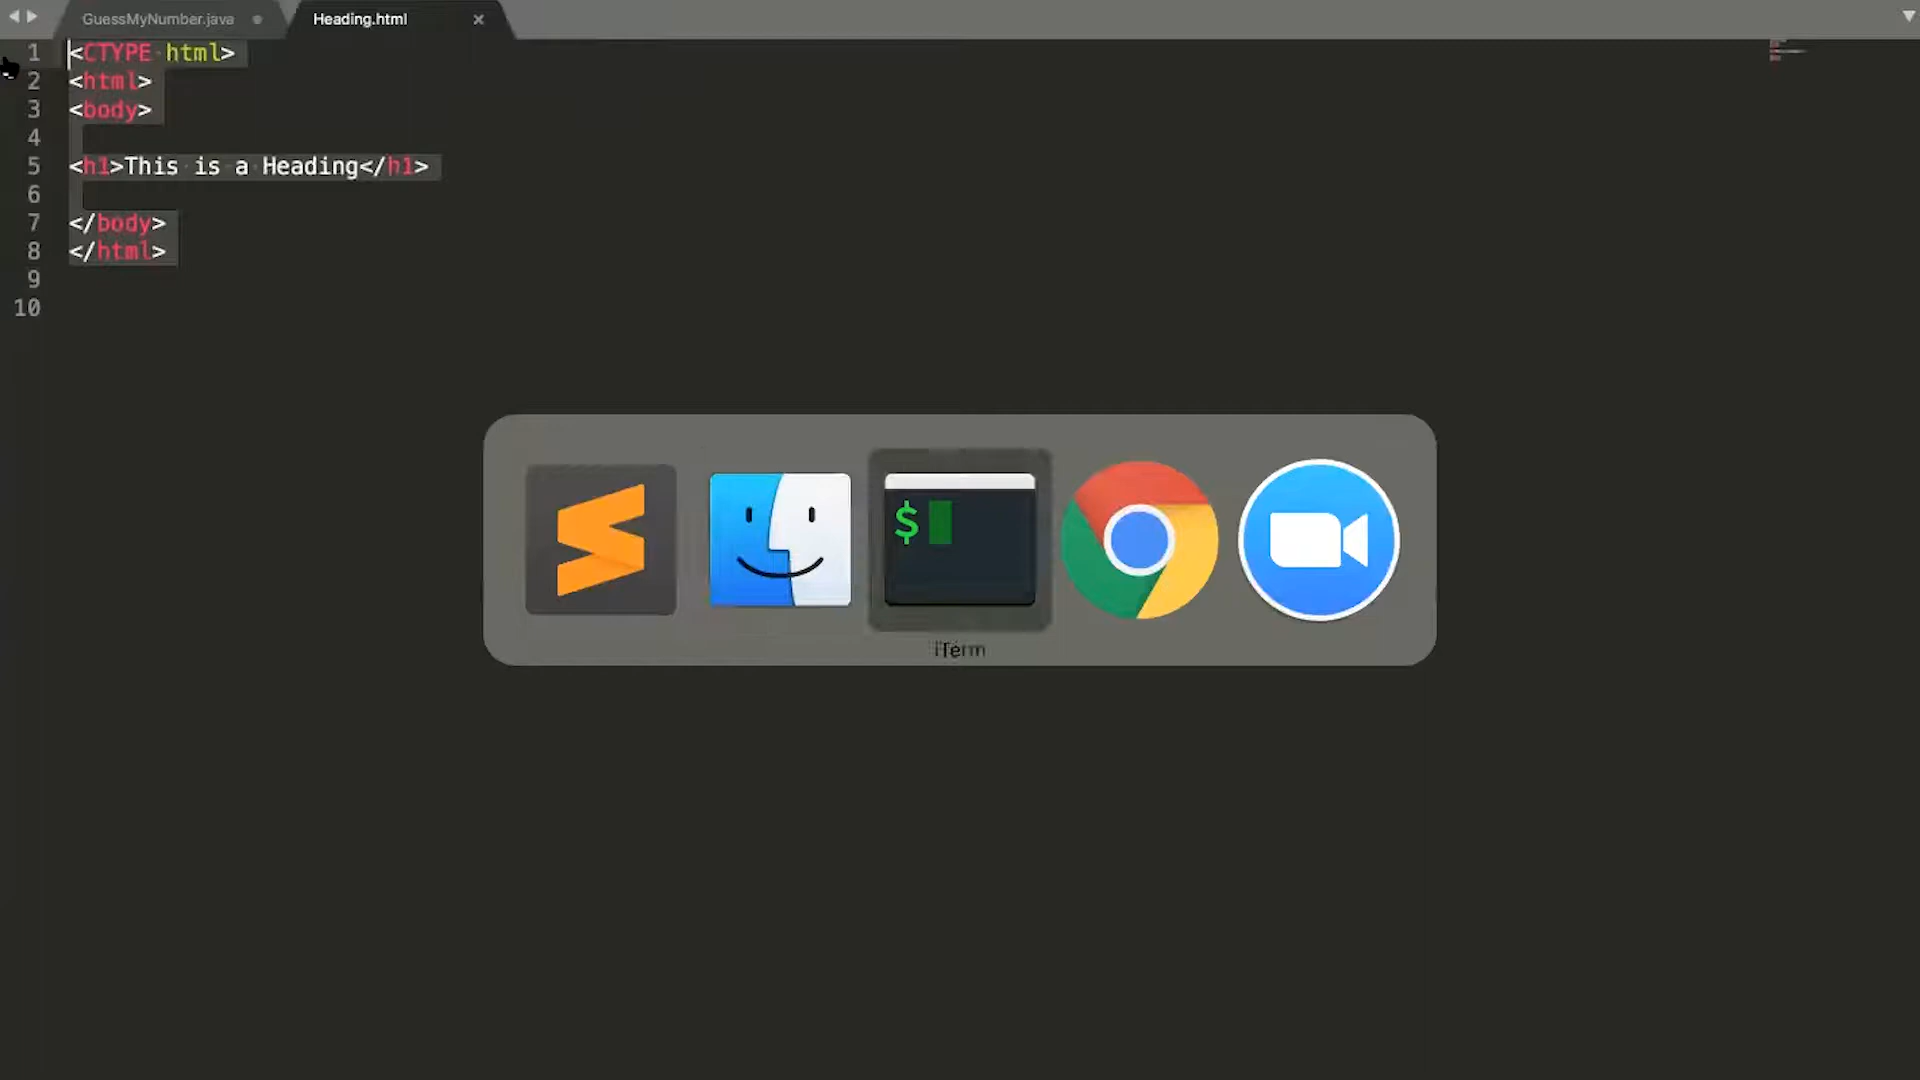 GuessMyNumber.java Heading.html
1 <CTYPE html>
2 <html>
3 <body>
4
5 <h1>This is a Heading</h1>
6
7 </body>
8 </html>
9
10
$
iTerm